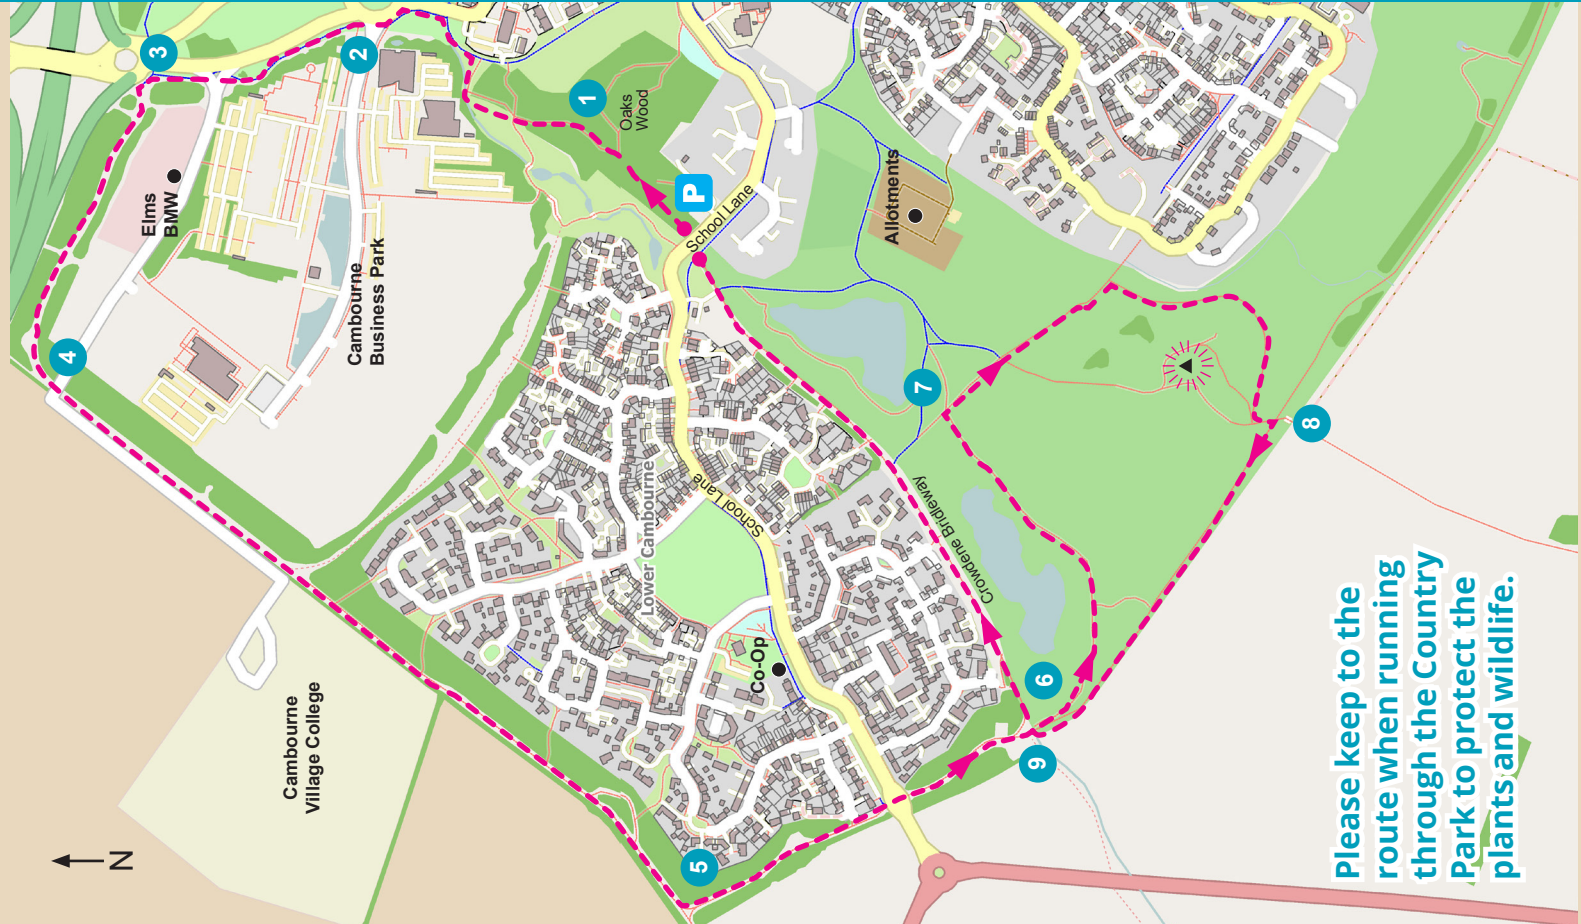 3
2
1
Oaks
Wood
P
School Lane
Elms
BMW
Cambourne
Business Park
4
Allotments
7
8
Lower Cambourne
School Lane
Crowdene Bridleway
Co-Op
Cambourne
Village College
6
9
5
N
Please keep to the
route when running
through the Country
Park to protect the
plants and wildlife.